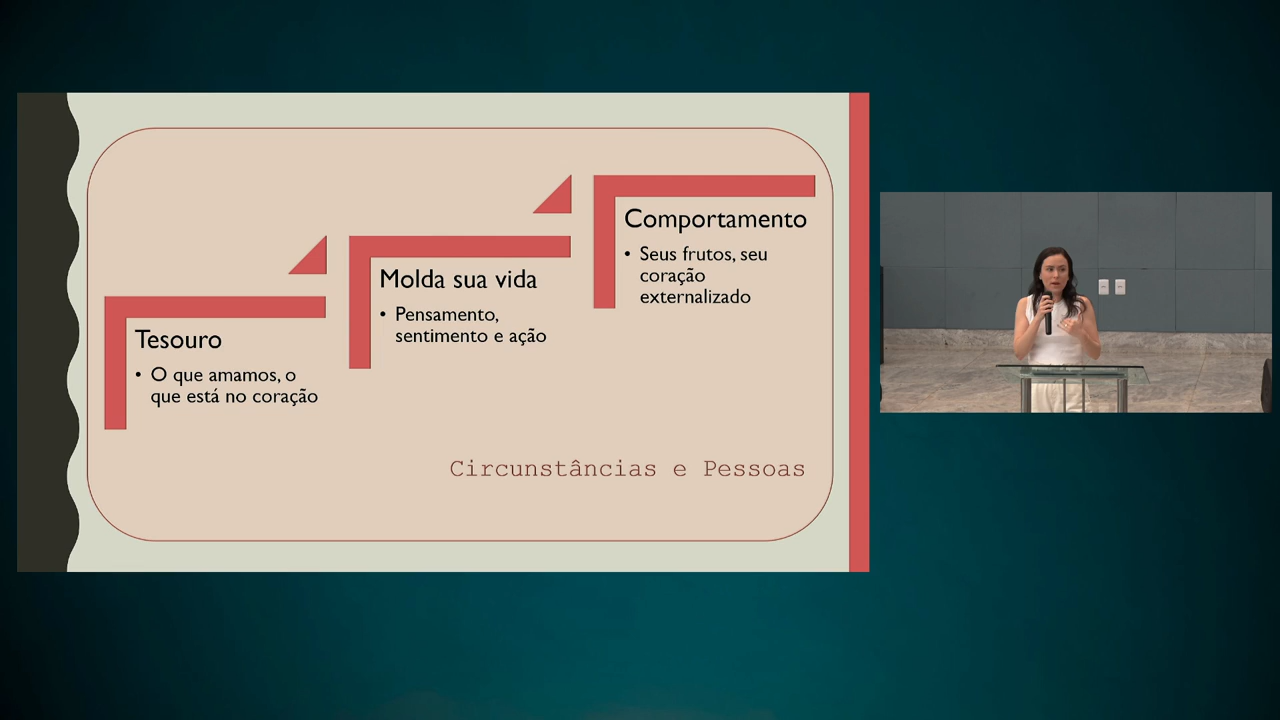 Tesouro
• O que amamos, o
que está no coração
Molda sua vida
• Pensamento,
sentimento e ação
Comportamento
• Seus frutos, seu
coração
externalizado
Circunstâncias e Pessoas